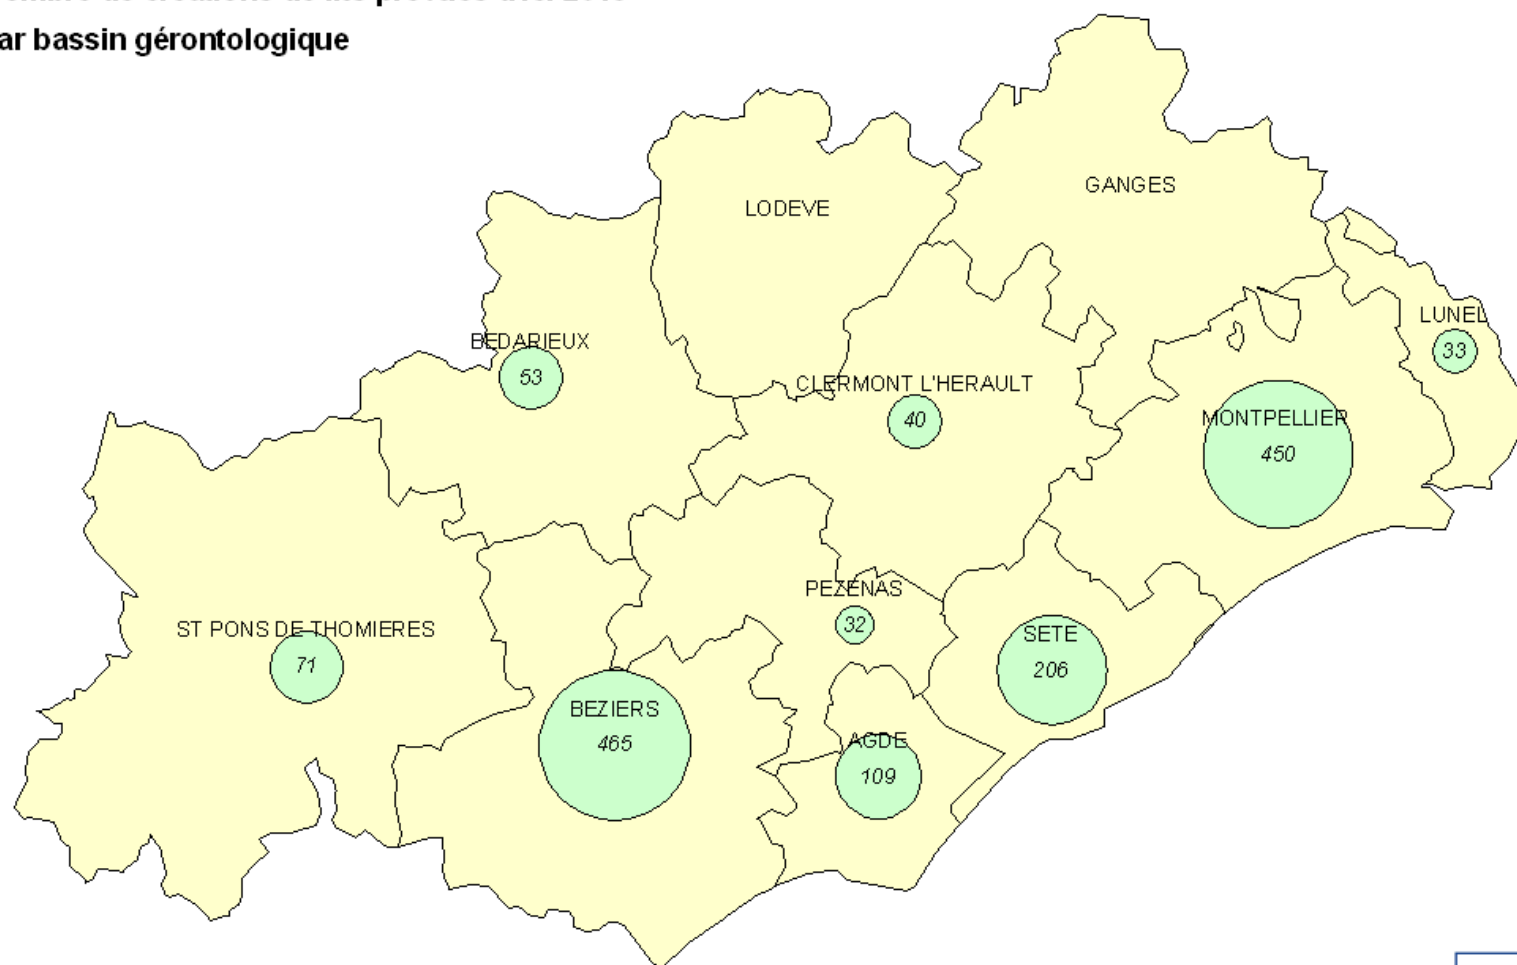 ar bassin gérontologique
GANGES
LODEVE
LUNEL
33
BEDARIEUX
53
CLERMONT L'HERAULT
40
MONTPELLIER
450
PEZENAS
32
ST PONS DE THOMIERES
71
SETE
206
BEZIERS
465
AGDE
109